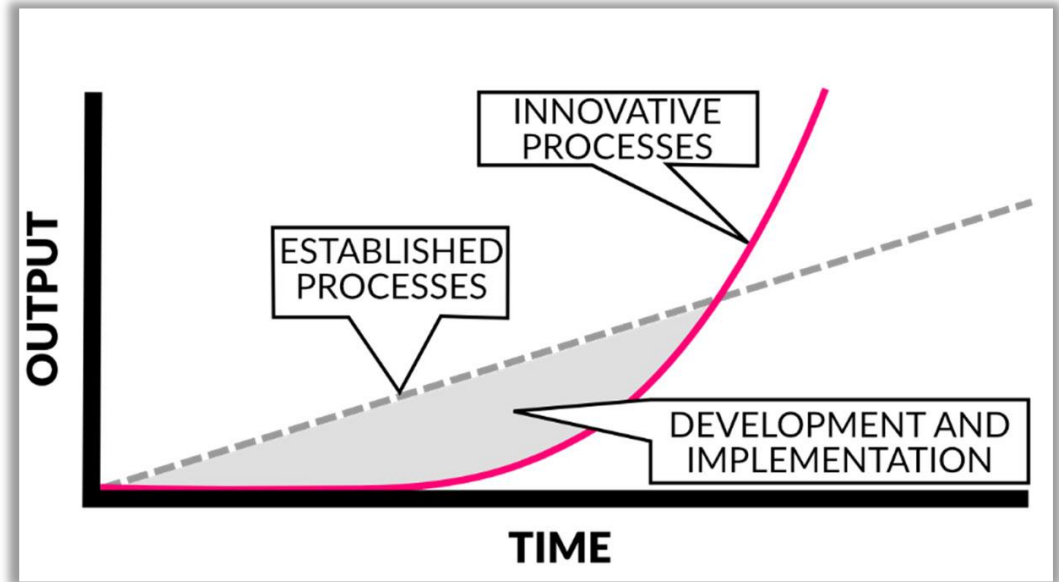 INNOVATIVE
PROCESSES
ESTABLISHED
PROCESSES
OUTPUT
DEVELOPMENT AND
IMPLEMENTATION
TIME